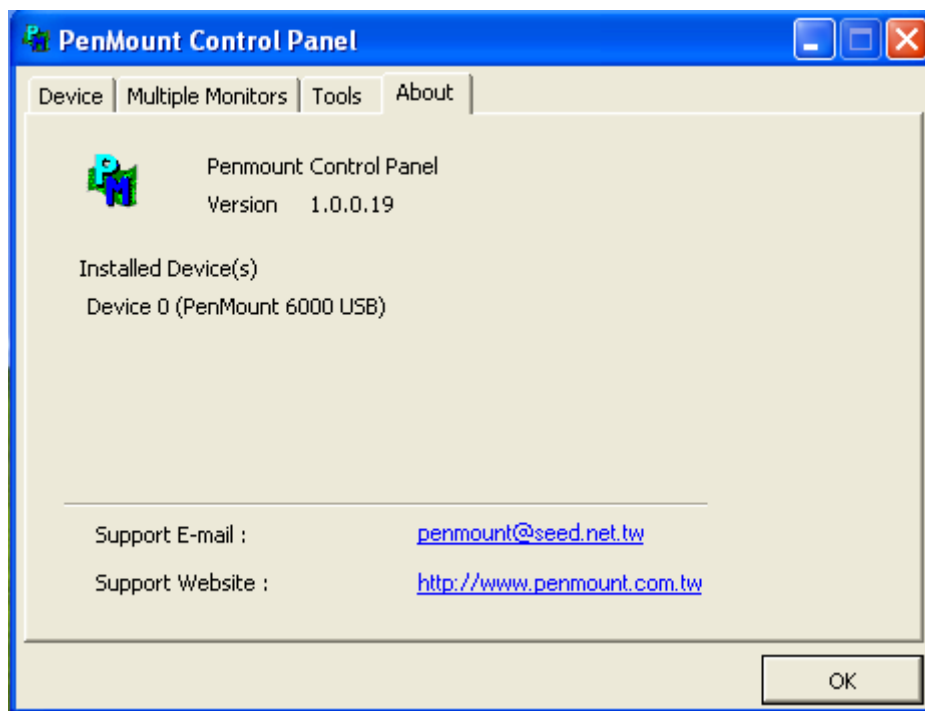 PenMount Control Panel
Device Multiple Monitors Tools About
Penmount Control Panel
Version 1.0.0.19
Installed Device(s)
Device 0 (PenMount 6000 USB)
Support E-mail : penmount@seed.net.tw
Support Website : http://www.penmount.com.tw
OK